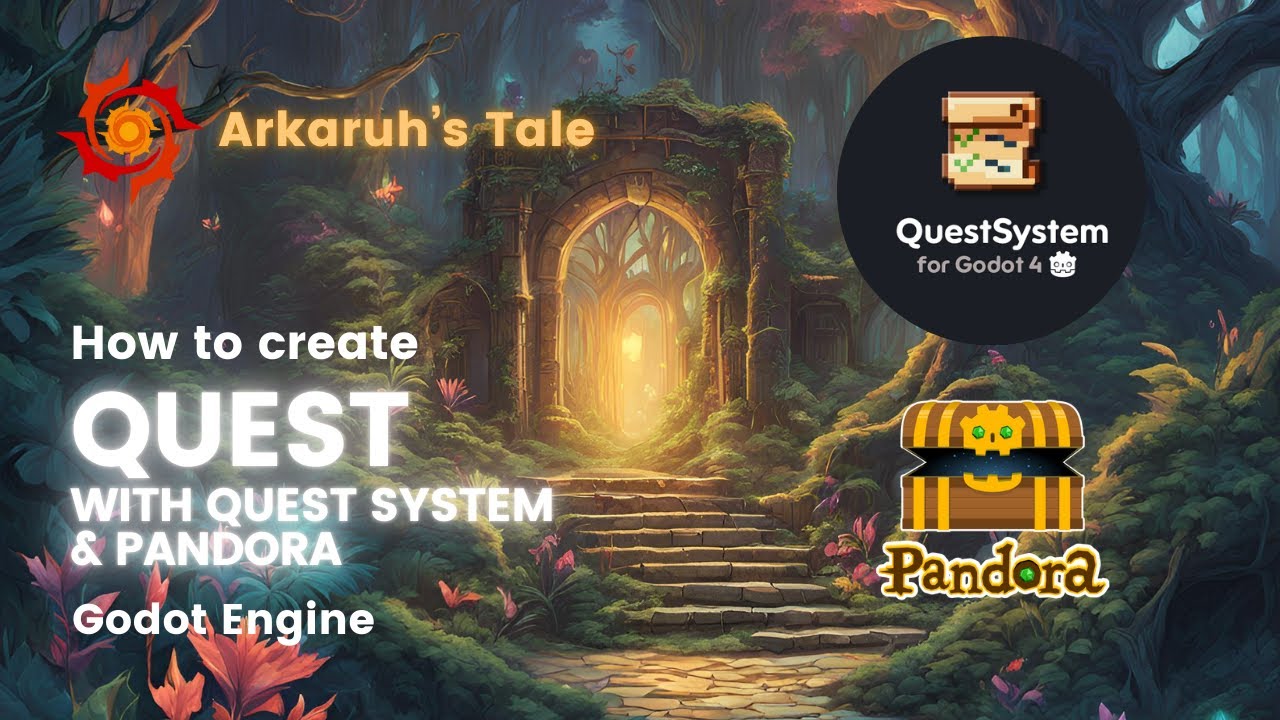 Arkaruh’s Tale
QuestSystem
for Godot 4
How to create
QUEST
WITH QUEST SYSTEM
& PANDORA
Godot Engine
Pandora